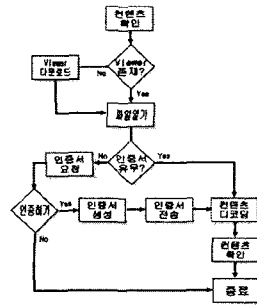 컨텐츠
확인
Viewer
다운로드
Viewer
존재?
No
Yes
파일열기
인증서
요청
No
인증서
유무?
Yes
인증하기
Yes
인증서
생성
인증서
전송
컨텐츠
디코딩
No
컨텐츠
확인
종료